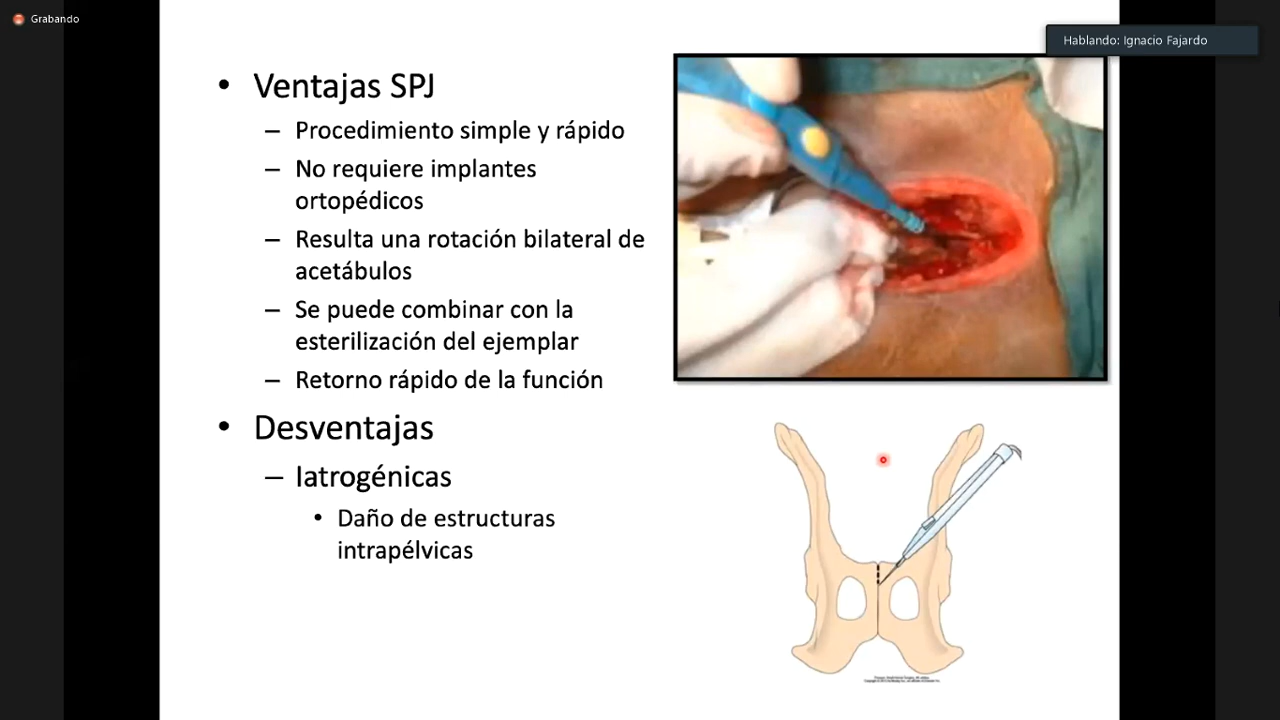 Grabando
Hablando: Ignacio Fajardo
• Ventajas SPJ
– Procedimiento simple y rápido
– No requiere implantes
ortopédicos
– Resulta una rotación bilateral de
acetábulos
– Se puede combinar con la
esterilización del ejemplar
– Retorno rápido de la función
• Desventajas
– Iatrogénicas
• Daño de estructuras
intrapélvicas